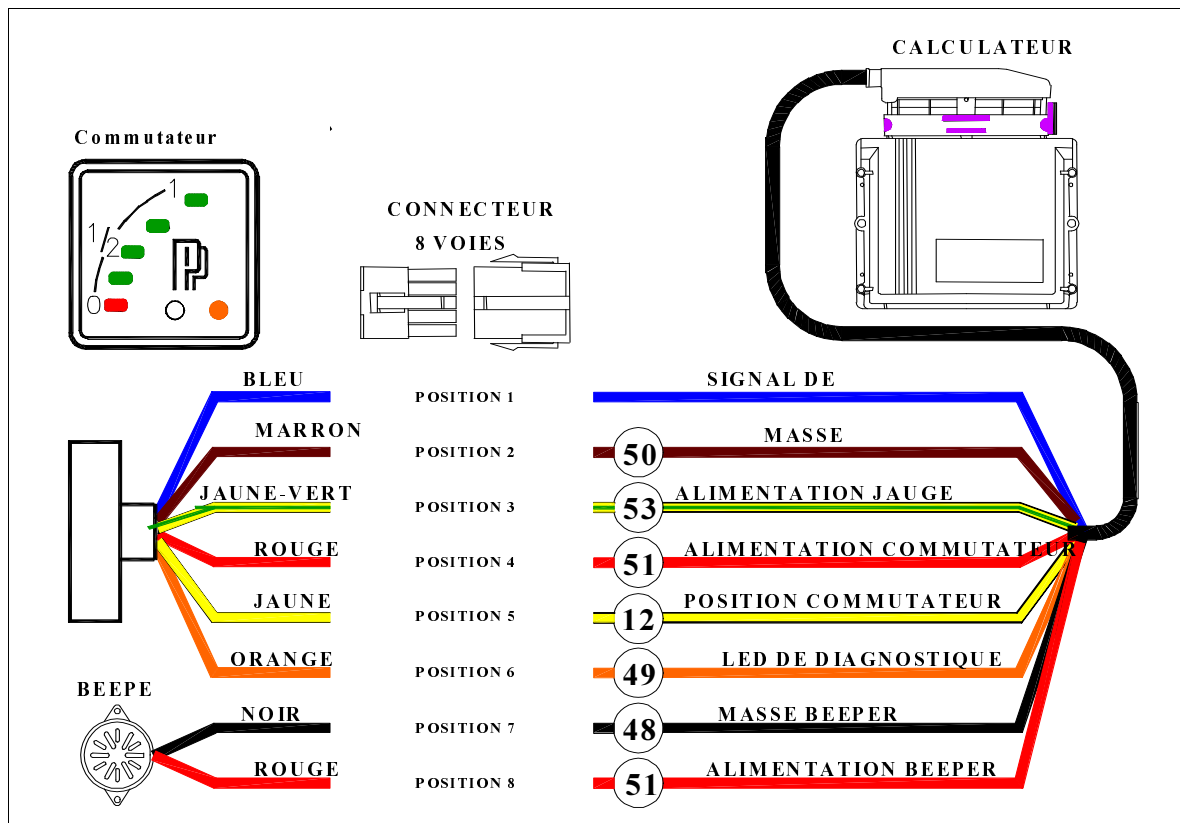 CALCULATEUR
Commutateur
1
1/2
0
CONNECTEUR
8 VOIES
BLEU
POSITION 1
SIGNAL DE
MARRON
POSITION 2
50
MASSE
JAUNE-VERT
POSITION 3
53
ALIMENTATION JAUGE
ROUGE
POSITION 4
51
ALIMENTATION COMMUTATEUR
JAUNE
POSITION 5
12
POSITION COMMUTATEUR
ORANGE
POSITION 6
49
LED DE DIAGNOSTIQUE
BEEPE
NOIR
POSITION 7
48
MASSE BEEPER
ROUGE
POSITION 8
51
ALIMENTATION BEEPER